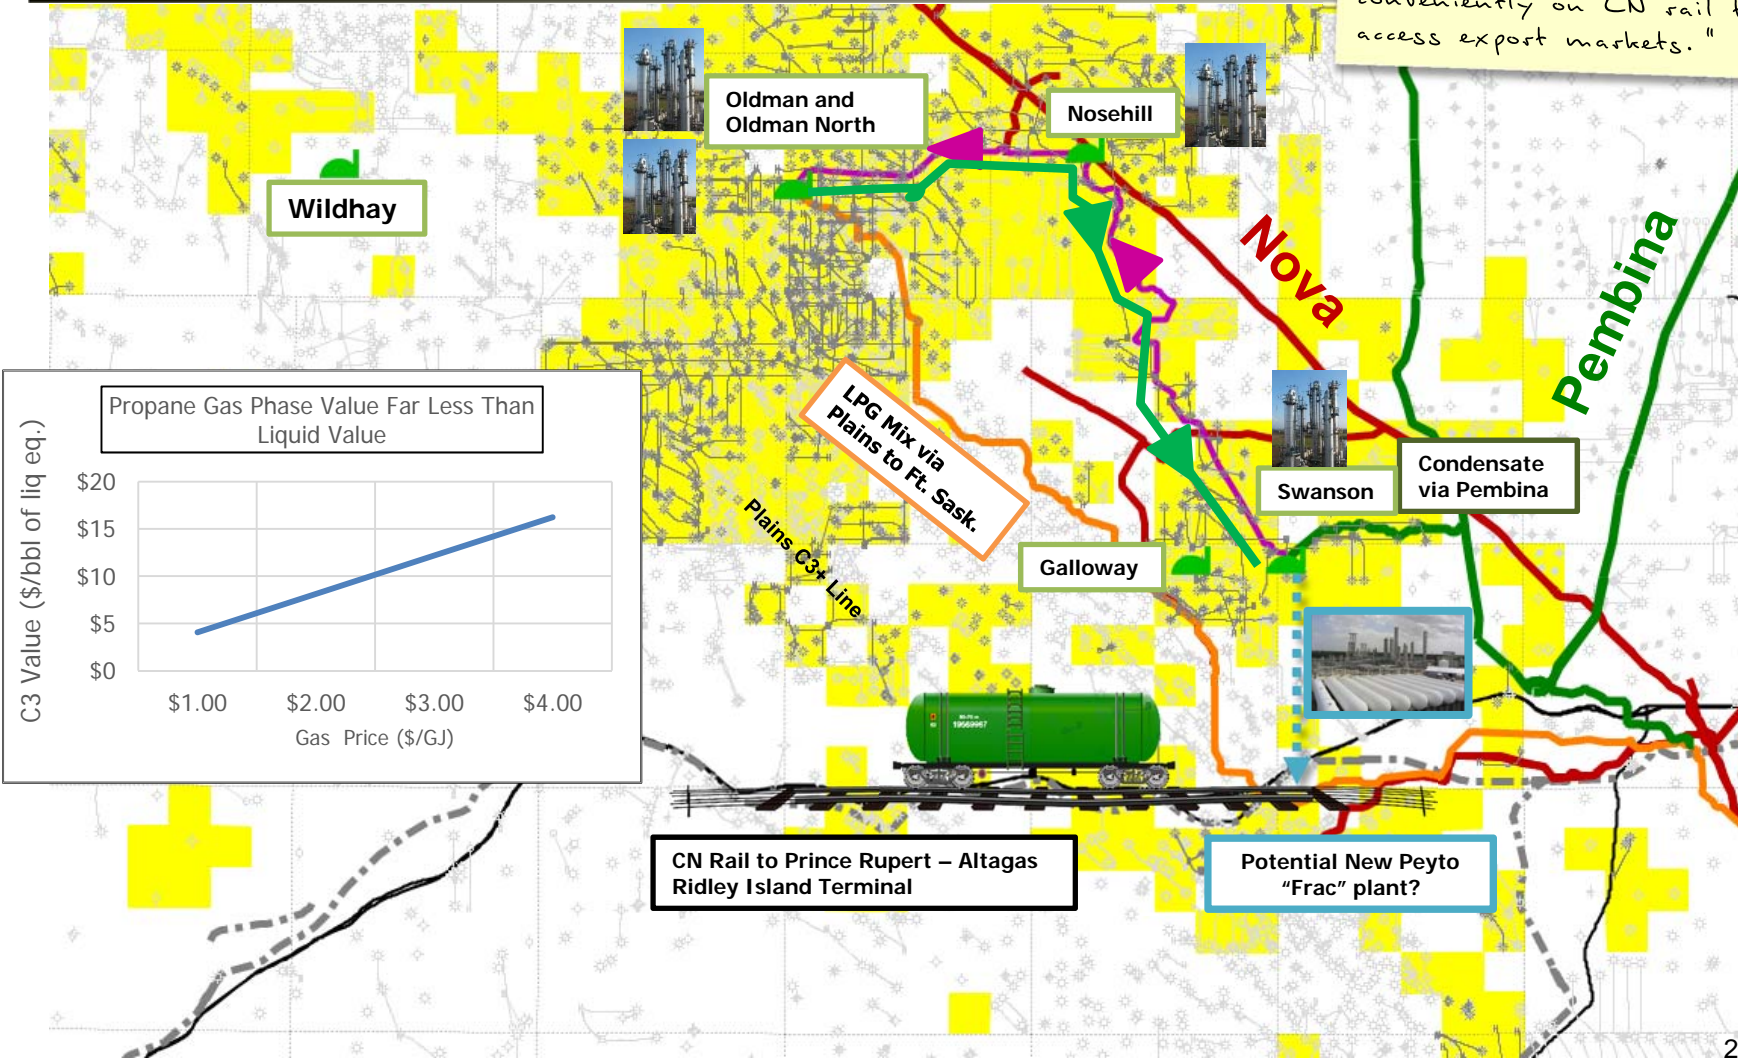 conveniently on CN rail
access export markets."
Oldman and
Oldman North
Nosehill
Wildhay
Nova
Pembina
LPG Mix via
Plains to Ft. Sask.
Plains C3+ Line
Swanson
Condensate
via Pembina
Galloway
Propane Gas Phase Value Far Less Than
Liquid Value
C3 Value ($/bbl of liq eq.)
$20
$15
$10
$5
$0
$1.00 $2.00 $3.00 $4.00
Gas Price ($/GJ)
CN Rail to Prince Rupert – Altagas
Ridley Island Terminal
Potential New Peyto
“Frac” plant?
2